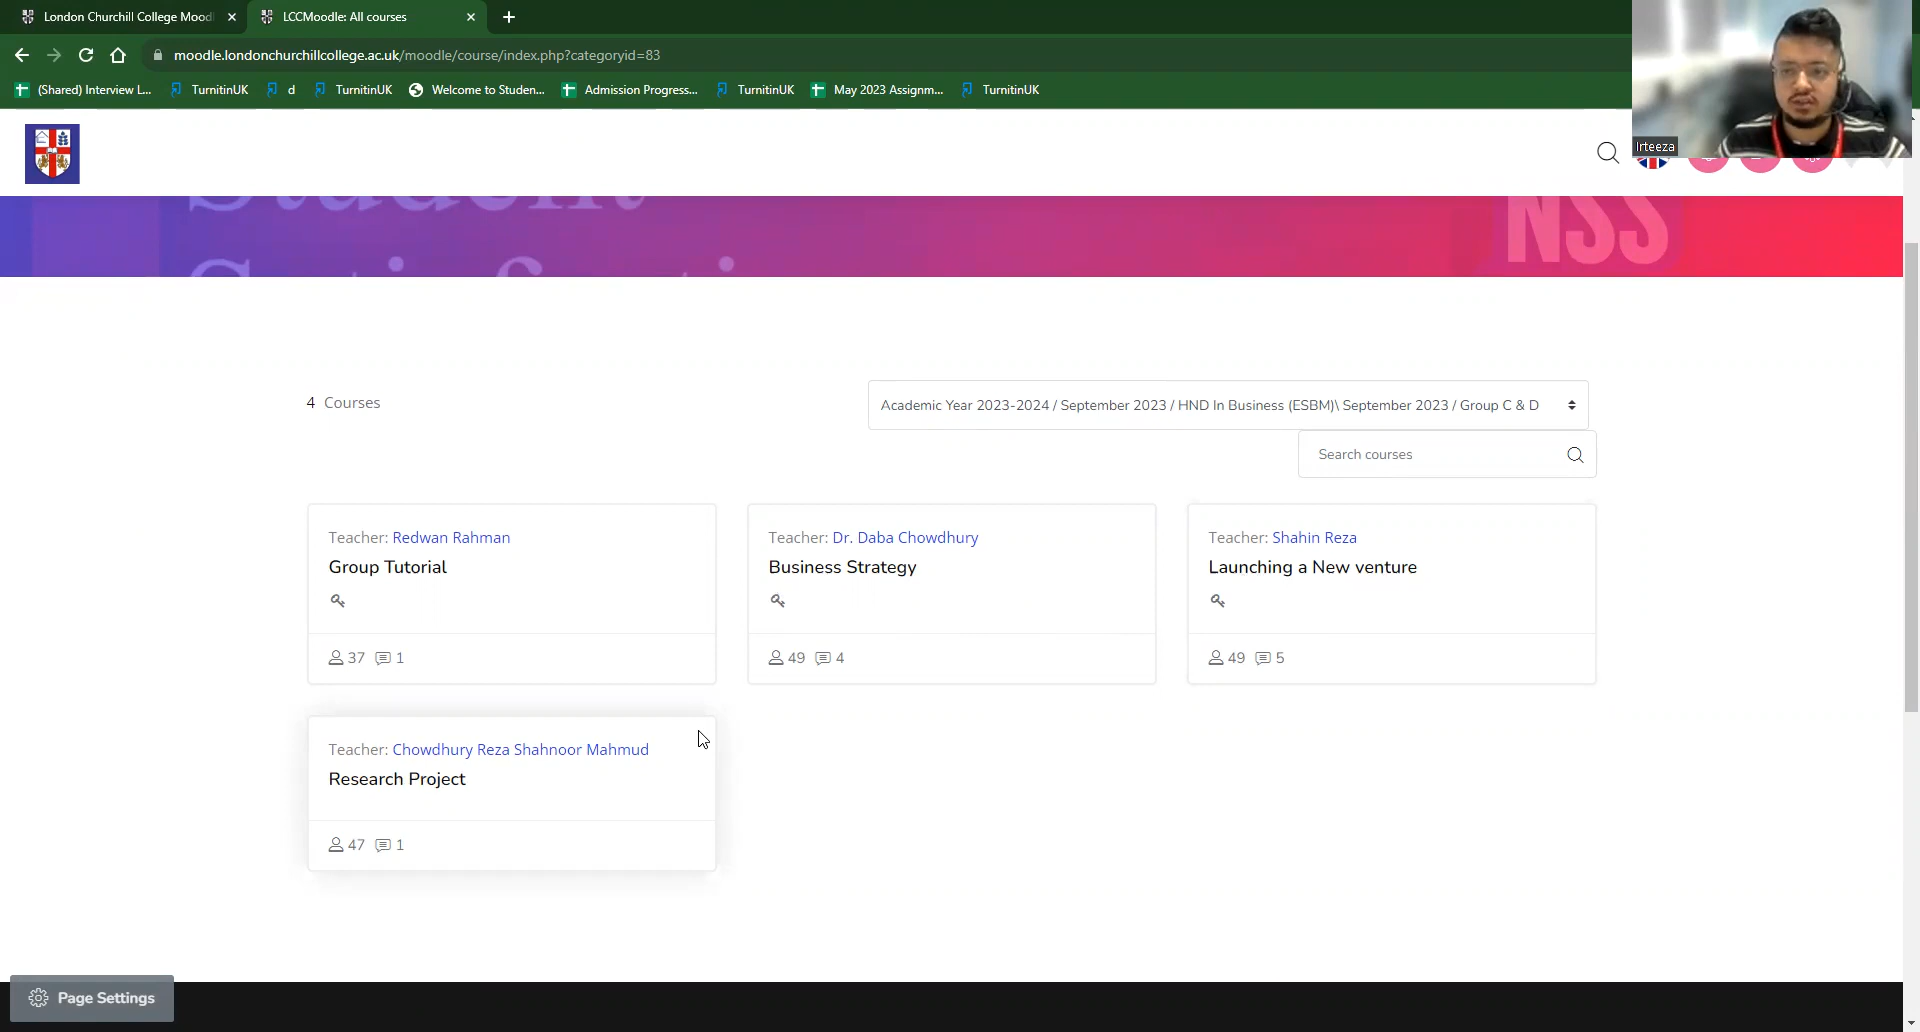 London Churchill College Mood
LCCMoodle: All courses
moodle.londonchurchillcollege.ac.uk/moodle/course/index.php?categoryid=83
(Shared) Interview L...
TurnitinUK
d
TurnitinUK
Welcome to Studen...
Admission Progress...
TurnitinUK
May 2023 Assignm...
TurnitinUK
Irteeza
Student
NSS
Satisfacti
4 Courses
Academic Year 2023-2024 / September 2023 / HND In Business (ESBM)\ September 2023 / Group C & D
Search courses
Teacher: Redwan Rahman
Group Tutorial
37 1
Teacher: Dr. Daba Chowdhury
Business Strategy
49 4
Teacher: Shahin Reza
Launching a New venture
49 5
Teacher: Chowdhury Reza Shahnoor Mahmud
Research Project
47 1
Page Settings